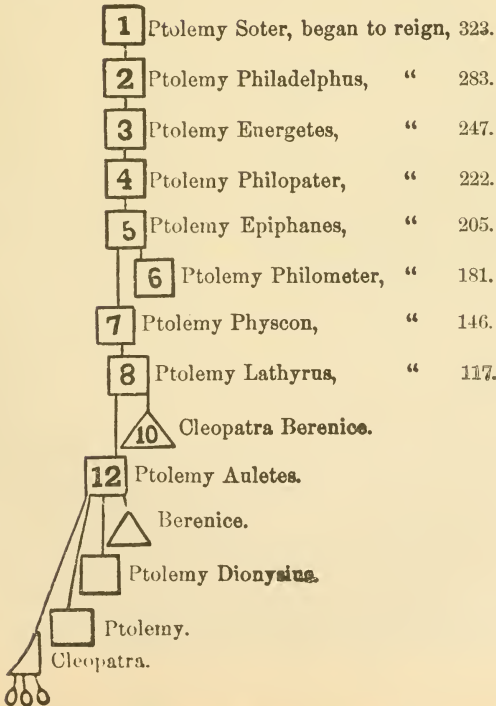 1 Ptolemy Soter, began to reign, 323.
2 Ptolemy Philadelphus, “ 283.
3 Ptolemy Euergetes, “ 247.
4 Ptolemy Philopater, “ 222.
5 Ptolemy Epiphanes, “ 205.
6 Ptolemy Philometer, “ 181.
7 Ptolemy Physcon, “ 146.
8 Ptolemy Lathyrus, “ 117.
10 Cleopatra Berenice.
12 Ptolemy Auletes.
Berenice.
Ptolemy Dionysius.
Ptolemy.
Cleopatra.